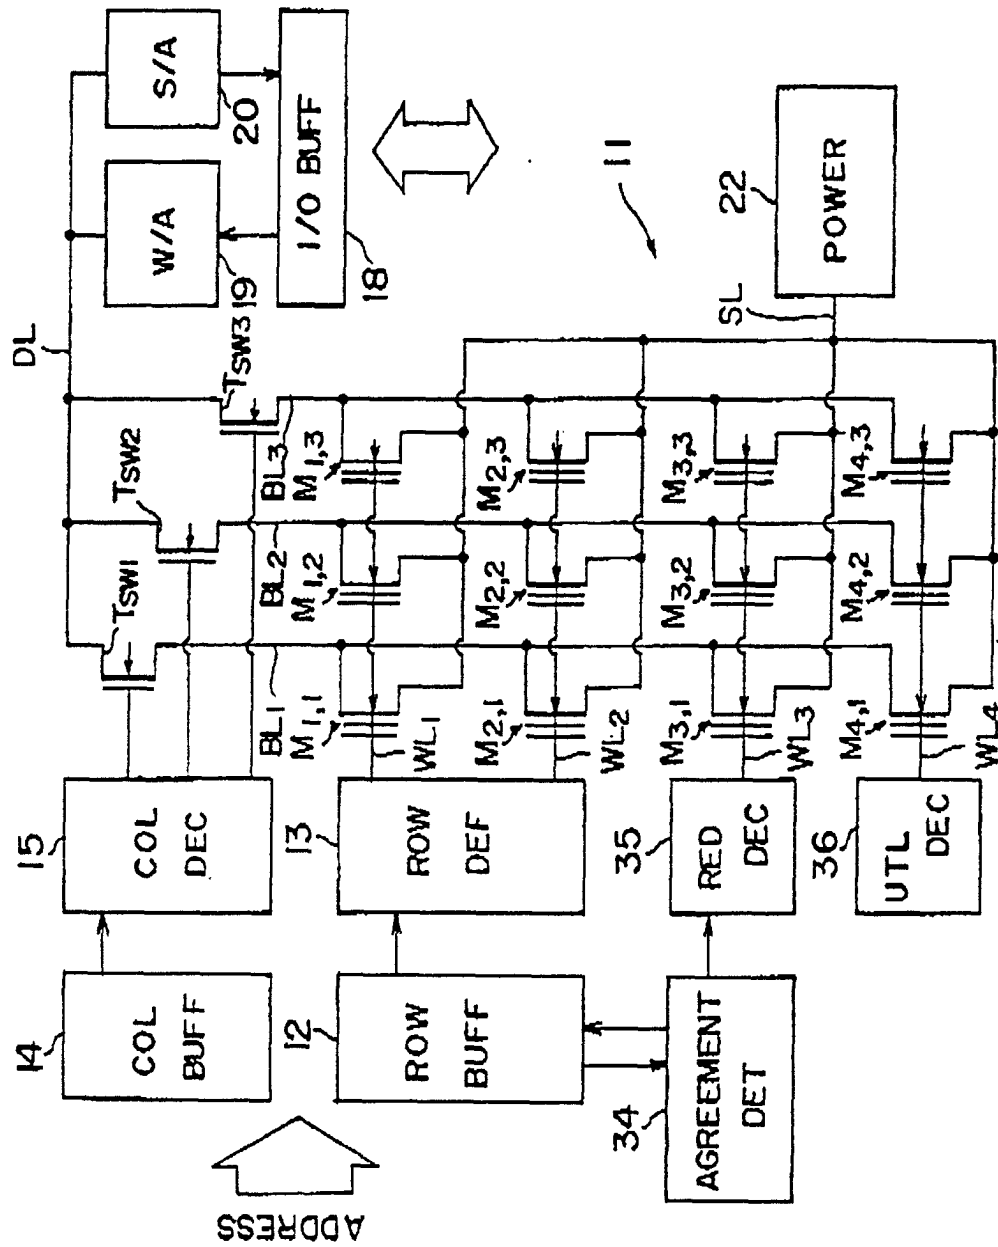 ADDRESS
14
COL
BUFF
15
COL
DEC
12
ROW
BUFF
13
ROW
DEF
34
AGREEMENT
DET
35
RED
DEC
36
UTL
DEC
DL
TSW1
TSW2
TSW3
W/A
19
S/A
20
I/O BUFF
18
11
BL1
BL2
BL3
M1,1
M1,2
M1,3
WL1
M2,1
M2,2
M2,3
WL2
M3,1
M3,2
M3,3
WL3
M4,1
M4,2
M4,3
WL4
SL
22
POWER